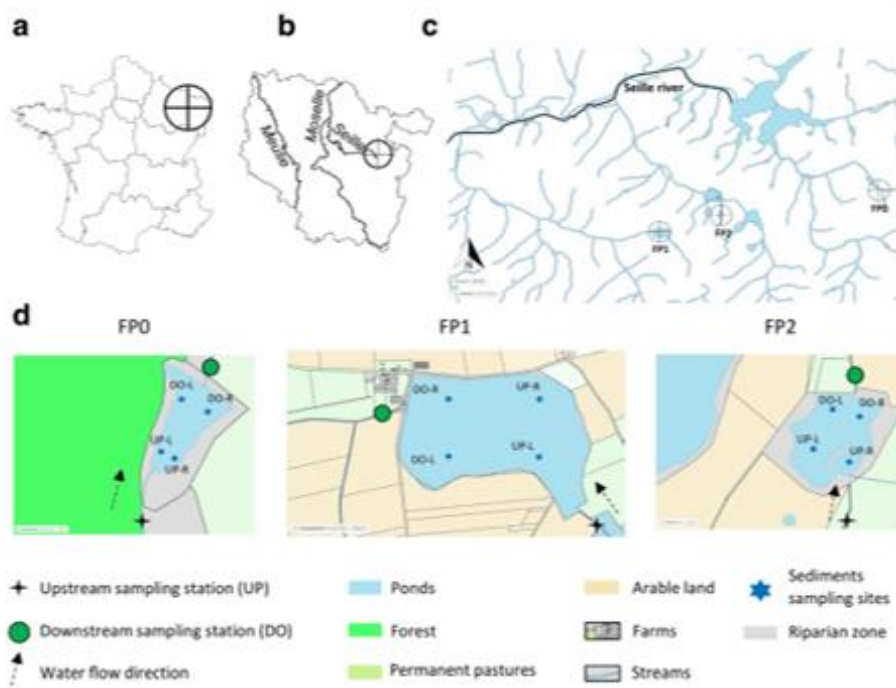 a
b
c
Meuse
Moselle
Seille
Seille river
FP0
FP1
FP2
N
d
FP0
FP1
FP2
DO-L
DO-R
UP-L
UP-R
DO-R
UP-R
DO-L
UP-L
DO-L
DO-R
UP-L
UP-R
Upstream sampling station (UP)
Ponds
Arable land
Sediments
sampling sites
Downstream sampling station (DO)
Forest
Farms
Riparian zone
Water flow direction
Permanent pastures
Streams